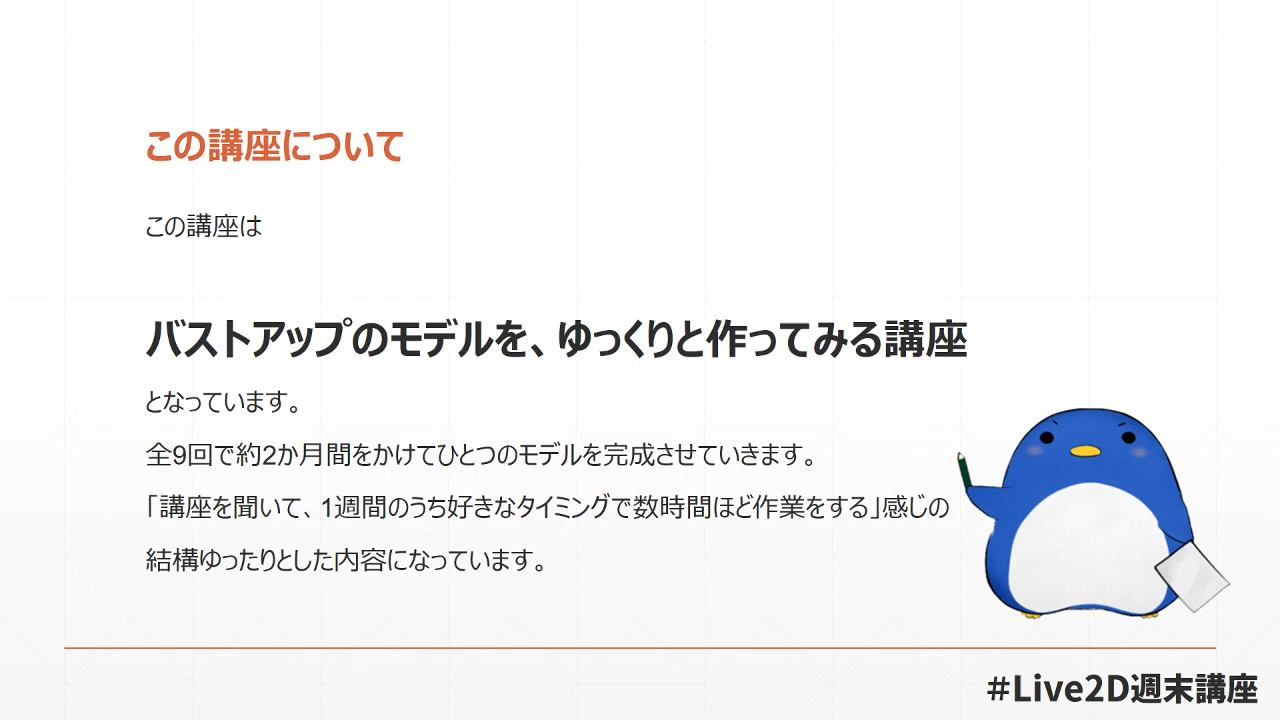 この講座について
この講座は
バストアップのモデルを、ゆっくりと作ってみる講座
となっています。
全9回で約2か月間をかけてひとつのモデルを完成させていきます。
「講座を聞いて、1週間のうち好きなタイミングで数時間ほど作業をする」感じの
結構ゆったりとした内容になっています。
#Live2D週末講座